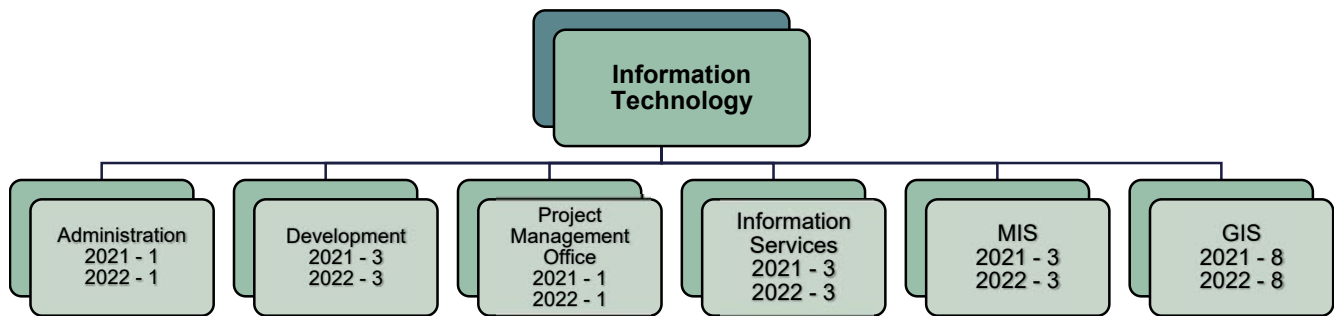 Information
Technology
Administration
2021 - 1
2022 - 1
Development
2021 - 3
2022 - 3
Project
Management
Office
2021 - 1
2022 - 1
Information
Services
2021 - 3
2022 - 3
MIS
2021 - 3
2022 - 3
GIS
2021 - 8
2022 - 8